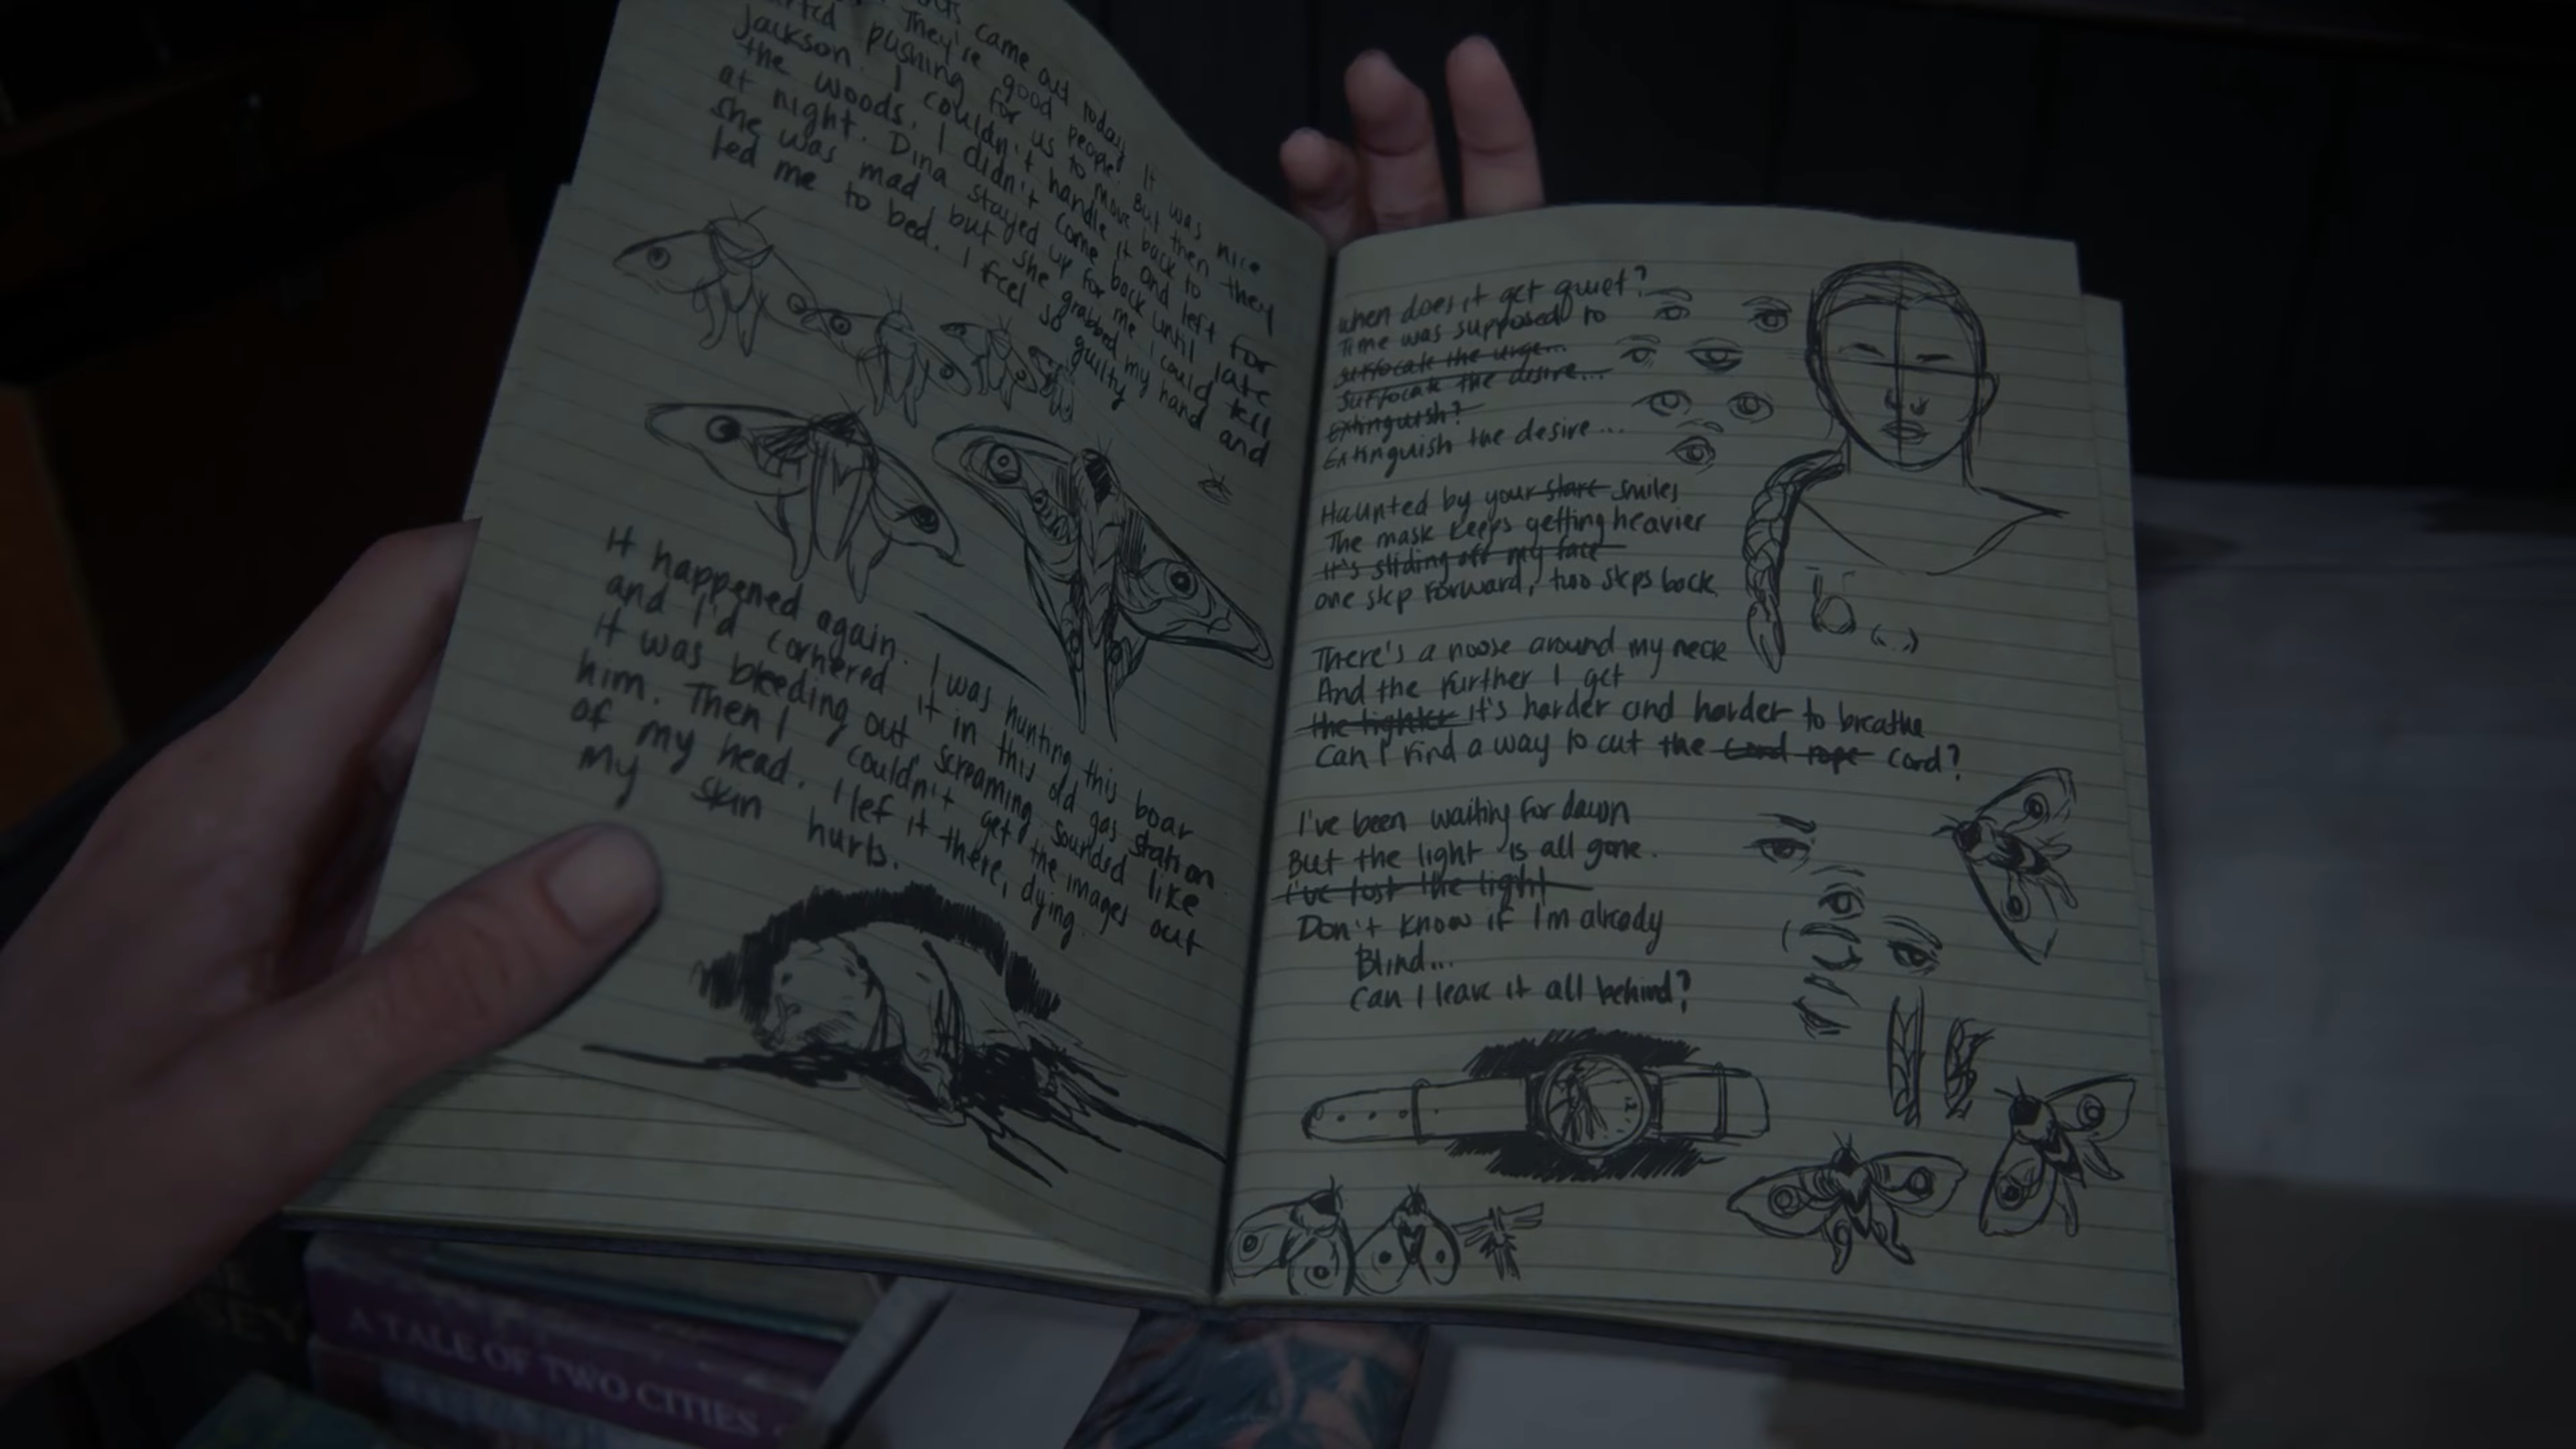 came out today. It was nice
They're good people. But then they
pushing for us to move back to
Jackson. I couldn't handle it and left for
the woods. I didn't come back until late
at night. Dina stayed up for me. I could tell
she was mad, but she grabbed my hand and
led me to bed. I feel so guilty
It happened again. I was hunting this boar
and I'd cornered it in this old gas station.
It was bleeding out screaming sounded like
him. Then I couldn't get the images out
of my head. I lef it there, dying.
My skin hurts.
When does it get quiet?
Time was supposed to
suffocate the urge...
suffocate the desire...
Extinguish?
Extinguish the desire...
Haunted by your stare smiles
The mask keeps getting heavier
It's sliding off my face
one step forward, two steps back
There's a noose around my neck
And the further I get
the tighter it's harder and harder to breathe
Can I find a way to cut the cord rope cord?
I've been waiting for dawn
But the light is all gone.
I've lost the light
Don't know if I'm already
Blind...
Can I leave it all behind?
12
A TALE OF TWO CITIES